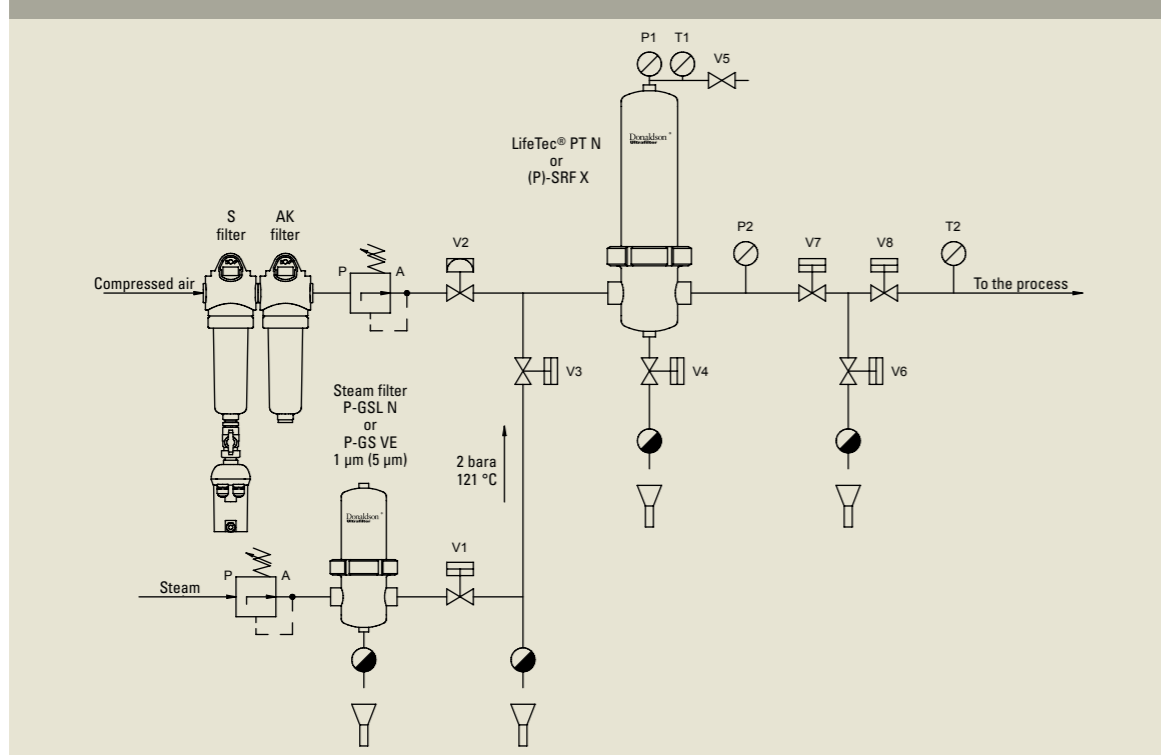 P1
T1
V5
Donaldson®
Ultrafilter
LifeTec® PT N
or
(P)-SRF X
S
filter
AK
filter
Compressed air
P
A
V2
P2
V7
V8
T2
To the process
V3
V4
V6
Steam filter
P-GSL N
or
P-GS VE
1 µm (5 µm)
2 bara
121 °C
Donaldson®
Ultrafilter
V1
Steam
P
A